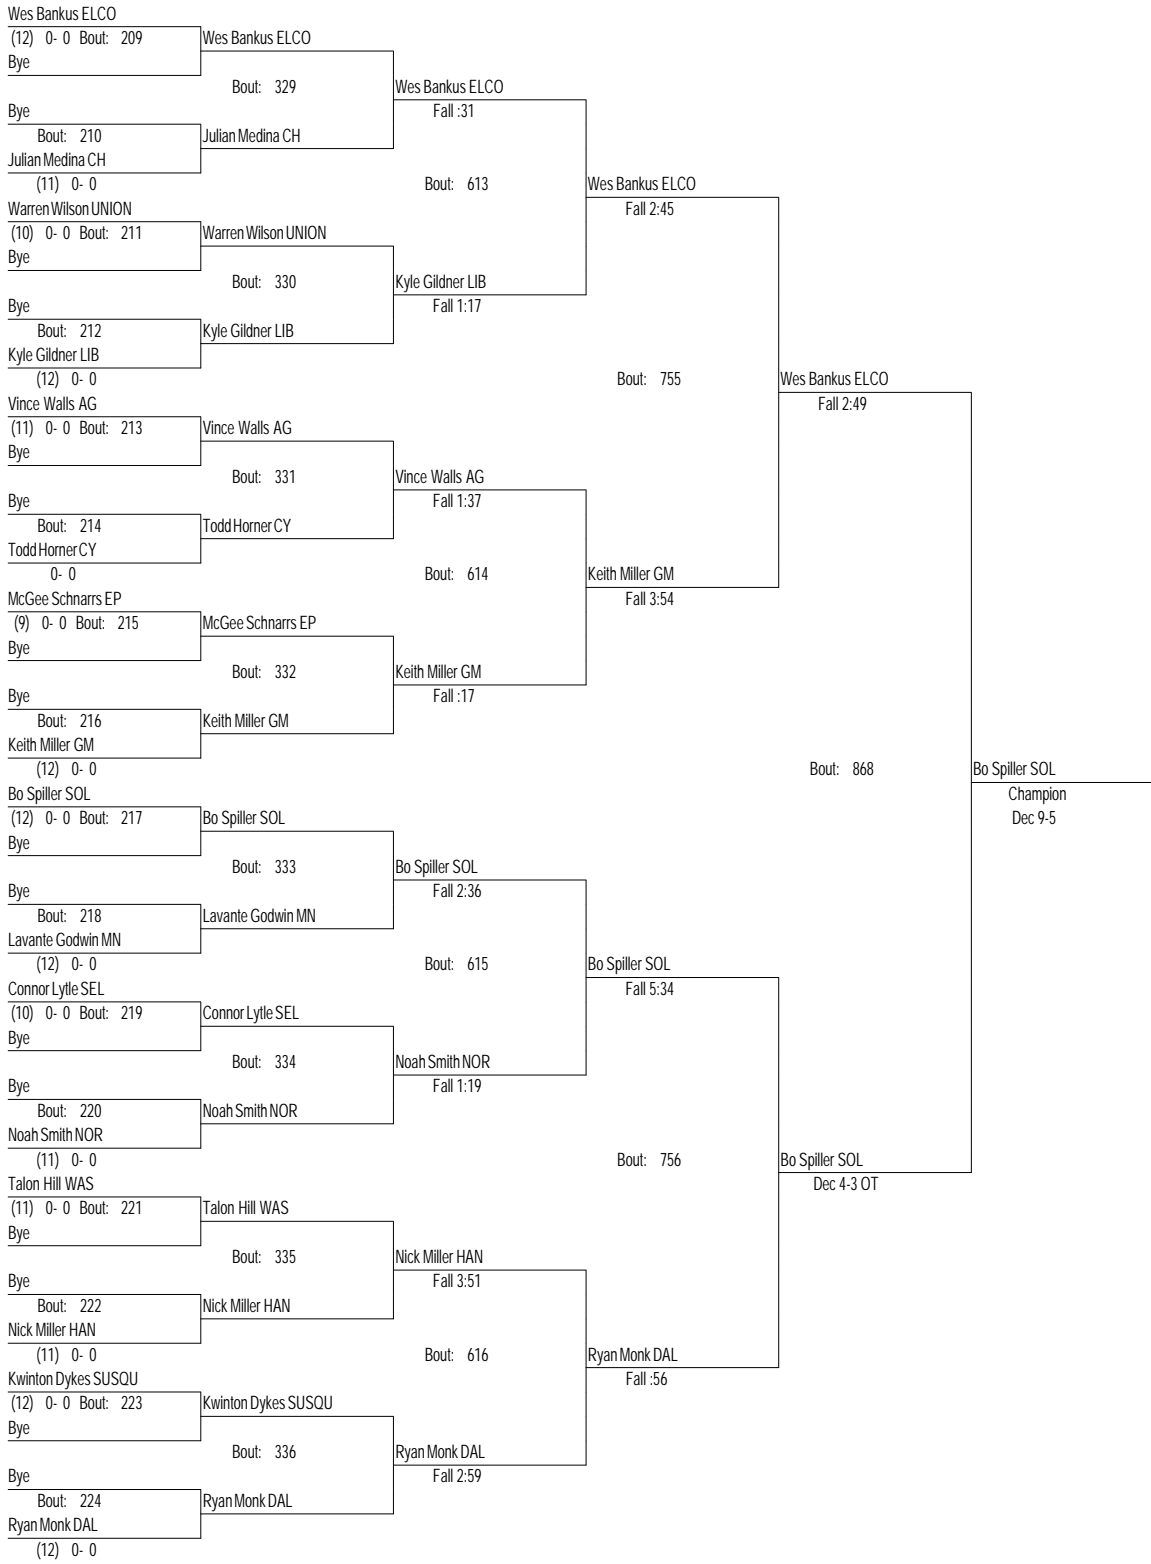 Wes Bankus ELCO
(12) 0- 0 Bout: 209
Wes Bankus ELCO
Bye
Bout: 329
Wes Bankus ELCO
Bye
Fall :31
Bout: 210
Julian Medina CH
Julian Medina CH
(11) 0- 0
Bout: 613
Wes Bankus ELCO
Warren Wilson UNION
Fall 2:45
(10) 0- 0 Bout: 211
Warren Wilson UNION
Bye
Bout: 330
Kyle Gildner LIB
Bye
Fall 1:17
Bout: 212
Kyle Gildner LIB
Kyle Gildner LIB
(12) 0- 0
Bout: 755
Wes Bankus ELCO
Vince Walls AG
Fall 2:49
(11) 0- 0 Bout: 213
Vince Walls AG
Bye
Bout: 331
Vince Walls AG
Bye
Fall 1:37
Bout: 214
Todd Horner CY
Todd Horner CY
0- 0
Bout: 614
Keith Miller GM
McGee Schnarrs EP
Fall 3:54
(9) 0- 0 Bout: 215
McGee Schnarrs EP
Bye
Bout: 332
Keith Miller GM
Bye
Fall :17
Bout: 216
Keith Miller GM
Keith Miller GM
(12) 0- 0
Bout: 868
Bo Spiller SOL
Bo Spiller SOL
Champion
(12) 0- 0 Bout: 217
Bo Spiller SOL
Dec 9-5
Bye
Bout: 333
Bo Spiller SOL
Bye
Fall 2:36
Bout: 218
Lavante Godwin MN
Lavante Godwin MN
(12) 0- 0
Bout: 615
Bo Spiller SOL
Connor Lytle SEL
Fall 5:34
(10) 0- 0 Bout: 219
Connor Lytle SEL
Bye
Bout: 334
Noah Smith NOR
Bye
Fall 1:19
Bout: 220
Noah Smith NOR
Noah Smith NOR
(11) 0- 0
Bout: 756
Bo Spiller SOL
Talon Hill WAS
Dec 4-3 OT
(11) 0- 0 Bout: 221
Talon Hill WAS
Bye
Bout: 335
Nick Miller HAN
Bye
Fall 3:51
Bout: 222
Nick Miller HAN
Nick Miller HAN
(11) 0- 0
Bout: 616
Ryan Monk DAL
Kwinton Dykes SUSQU
Fall :56
(12) 0- 0 Bout: 223
Kwinton Dykes SUSQU
Bye
Bout: 336
Ryan Monk DAL
Bye
Fall 2:59
Bout: 224
Ryan Monk DAL
Ryan Monk DAL
(12) 0- 0